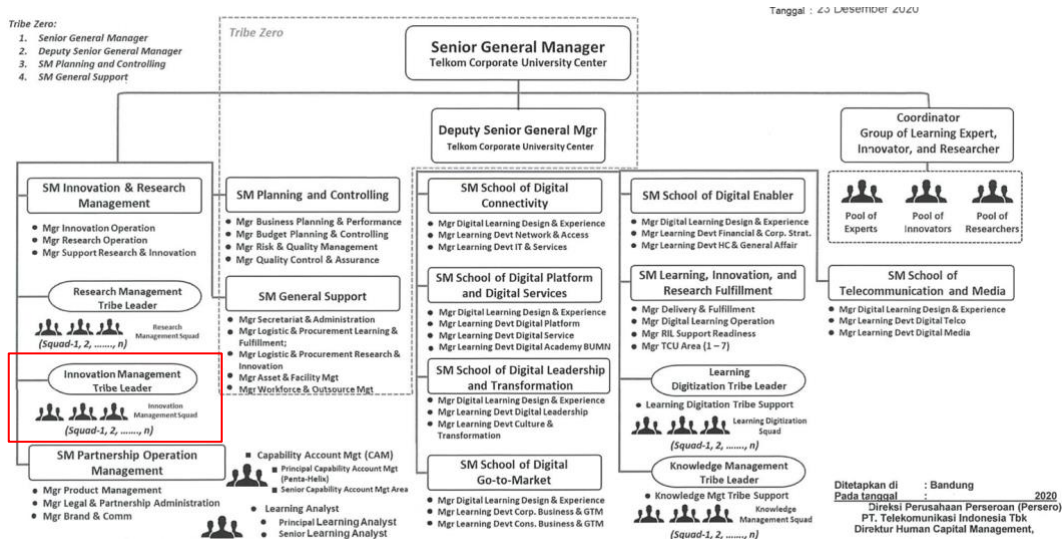 Tanggal : 23 Desember 2020
Tribe Zero:
1. Senior General Manager
2. Deputy Senior General Manager
3. SM Planning and Controlling
4. SM General Support
Tribe Zero
Senior General Manager
Telkom Corporate University Center
Deputy Senior General Mgr
Telkom Corporate University Center
Coordinator
Group of Learning Expert,
Innovator, and Researcher
Pool of
Experts
Pool of
Innovators
Pool of
Researchers
SM Innovation & Research
Management
• Mgr Innovation Operation
• Mgr Research Operation
• Mgr Support Research & Innovation
Research Management
Tribe Leader
Research
Management Squad
(Squad-1, 2, ......., n)
Innovation Management
Tribe Leader
Innovation
Management Squad
(Squad-1, 2, ......., n)
SM Partnership Operation
Management
• Mgr Product Management
• Mgr Legal & Partnership Administration
• Mgr Brand & Comm
SM Planning and Controlling
• Mgr Business Planning & Performance
• Mgr Budget Planning & Controlling
• Mgr Risk & Quality Management
• Mgr Quality Control & Assurance
SM General Support
• Mgr Secretariat & Administration
• Mgr Logistic & Procurement Learning &
Fulfillment;
• Mgr Logistic & Procurement Research &
Innovation
• Mgr Asset & Facility Mgt
• Mgr Workforce & Outsource Mgt
■ Capability Account Mgt (CAM)
■ Principal Capability Account Mgt
(Penta-Helix)
■ Senior Capability Account Mgt Area
• Learning Analyst
• Principal Learning Analyst
• Senior Learning Analyst
SM School of Digital
Connectivity
• Mgr Digital Learning Design & Experience
• Mgr Learning Devt Network & Access
• Mgr Learning Devt IT & Services
SM School of Digital Platform
and Digital Services
• Mgr Digital Learning Design & Experience
• Mgr Learning Devt Digital Platform
• Mgr Learning Devt Digital Service
• Mgr Learning Devt Digital Academy BUMN
SM School of Digital Leadership
and Transformation
• Mgr Digital Learning Design & Experience
• Mgr Learning Devt Digital Leadership
• Mgr Learning Devt Culture &
Transformation
SM School of Digital
Go-to-Market
• Mgr Digital Learning Design & Experience
• Mgr Learning Devt Corp. Business & GTM
• Mgr Learning Devt Cons. Business & GTM
SM School of Digital Enabler
• Mgr Digital Learning Design & Experience
• Mgr Learning Devt Financial & Corp. Strat.
• Mgr Learning Devt HC & General Affair
SM Learning, Innovation, and
Research Fulfillment
• Mgr Delivery & Fulfillment
• Mgr Digital Learning Operation
• Mgr RIL Support Readiness
• Mgr TCU Area (1 – 7)
Learning
Digitization Tribe Leader
• Learning Digitation Tribe Support
Learning Digitization
Squad
(Squad-1, 2, ......., n)
Knowledge Management
Tribe Leader
• Knowledge Mgt Tribe Support
Knowledge
Management Squad
(Squad-1, 2, ......., n)
SM School of
Telecommunication and Media
• Mgr Digital Learning Design & Experience
• Mgr Learning Devt Digital Telco
• Mgr Learning Devt Digital Media
Ditetapkan di : Bandung
Pada tanggal : 2020
Direksi Perusahaan Perseroan (Persero)
PT. Telekomunikasi Indonesia Tbk
Direktur Human Capital Management,